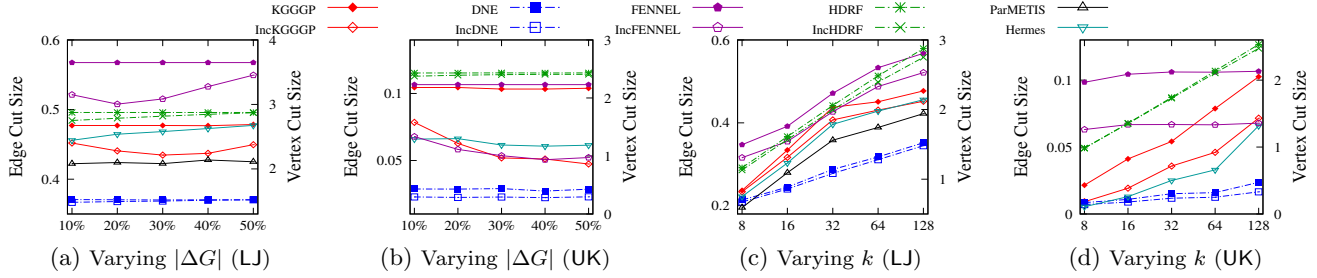 KGGGP DNE FENNEL HDRF ParMETIS
IncKGGGP IncDNE IncFENNEL IncHDRF Hermes
Edge Cut Size
0.6
0.5
0.4
4
3
2
Vertex Cut Size
10% 20% 30% 40% 50%
(a) Varying |ΔG| (LJ)
Edge Cut Size
0.1
0.05
3
2
1
0
Vertex Cut Size
10% 20% 30% 40% 50%
(b) Varying |ΔG| (UK)
Edge Cut Size
0.6
0.4
0.2
3
2
1
Vertex Cut Size
8 16 32 64 128
(c) Varying k (LJ)
Edge Cut Size
0.1
0.05
0
2
1
0
Vertex Cut Size
8 16 32 64 128
(d) Varying k (UK)